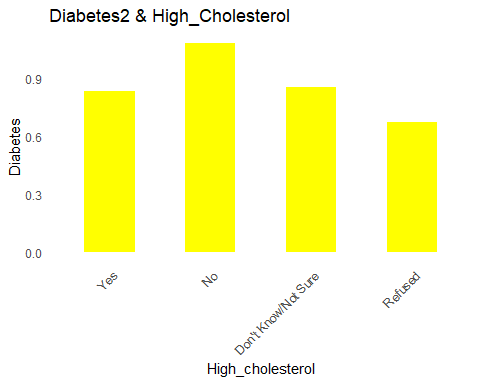 Diabetes2 & High_Cholesterol
Diabetes
0.9
0.6
0.3
0.0
Yes
No
Don't Know/Not Sure
Refused
High_cholesterol